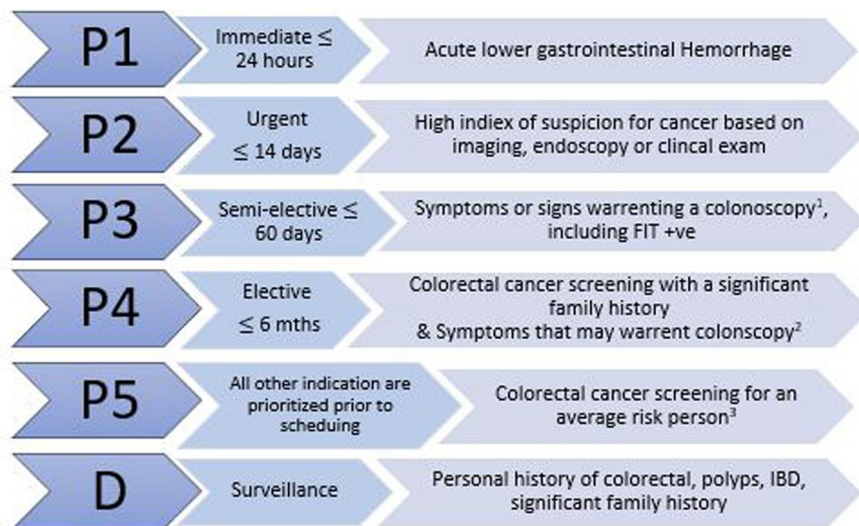 P1
Immediate ≤
24 hours
Acute lower gastrointestinal Hemorrhage
P2
Urgent
≤ 14 days
High indiex of suspicion for cancer based on
imaging, endoscopy or clincal exam
P3
Semi-elective ≤
60 days
Symptoms or signs warrenting a colonoscopy¹,
including FIT +ve
P4
Elective
≤ 6 mths
Colorectal cancer screening with a significant
family history
& Symptoms that may warrent colonscopy²
P5
All other indication are
prioritized prior to
scheduing
Colorectal cancer screening for an
average risk person³
D
Surveillance
Personal history of colorectal, polyps, IBD,
significant family history